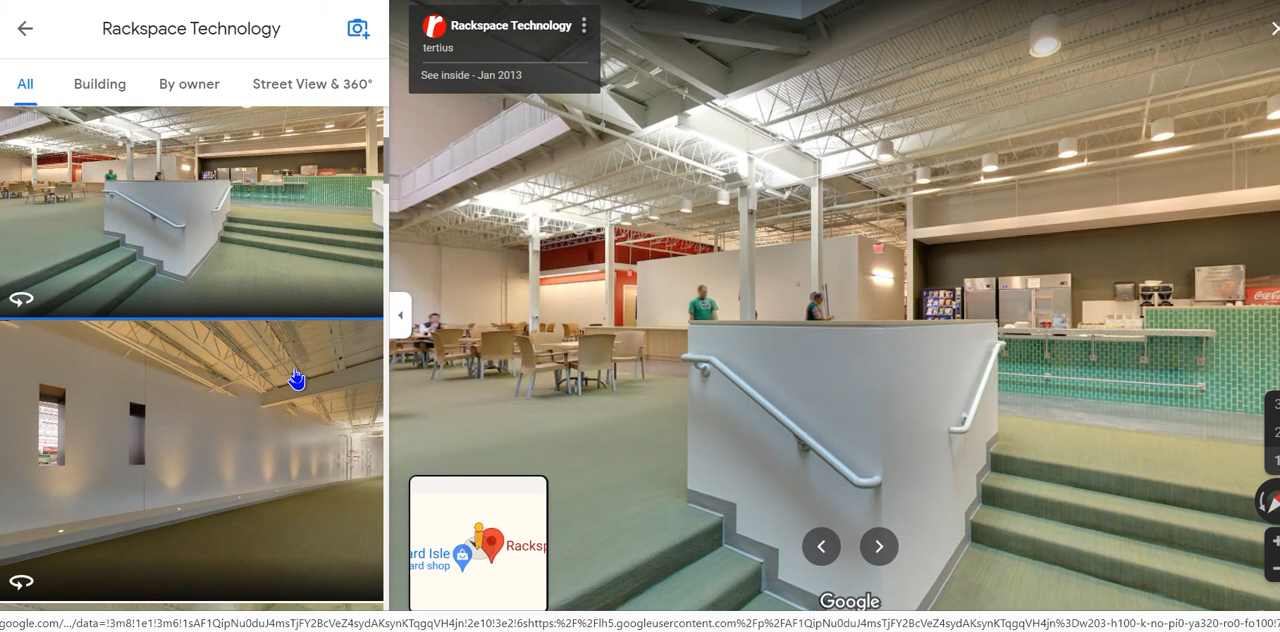 Rackspace Technology
All
Building
By owner
Street View & 360°
Rackspace Technology
tertius
See inside - Jan 2013
ard Isle
ard shop
Racksp
Google
Coca-C
google.com/.../data=!3m8!1e1!3m6!1sAF1QipNu0duJ4msTjFY2BcVeZ4sydAKsynKTqgqVH4jn!2e10!3e2!6shttps:%2F%2Flh5.googleusercontent.com%2Fp%2FAF1QipNu0duJ4msTjFY2BcVeZ4sydAKsynKTqgqVH4jn%3Dw203-h100-k-no-pi0-ya320-ro0-fo100!7